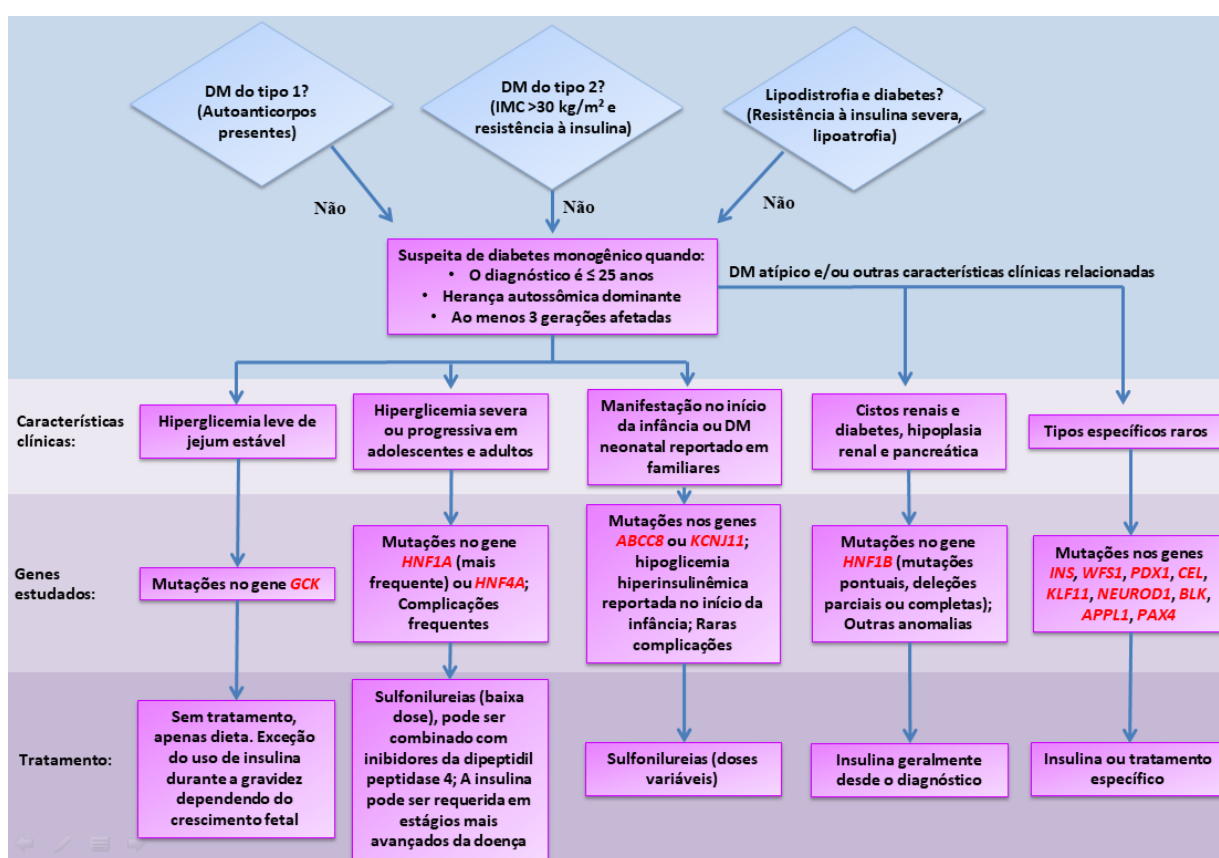 DM do tipo 1?
(Autoanticorpos
presentes)
DM do tipo 2?
(IMC >30 kg/m² e
resistência à insulina)
Lipodistrofia e diabetes?
(Resistência à insulina severa,
lipoatrofia)
Não
Não
Não
Suspeita de diabetes monogênico quando:
• O diagnóstico é ≤ 25 anos
• Herança autossômica dominante
• Ao menos 3 gerações afetadas
DM atípico e/ou outras características clínicas relacionadas
Características
clínicas:
Hiperglicemia leve de
jejum estável
Hiperglicemia severa
ou progressiva em
adolescentes e adultos
Manifestação no início
da infância ou DM
neonatal reportado em
familiares
Cistos renais e
diabetes, hipoplasia
renal e pancreática
Tipos específicos raros
Genes
estudados:
Mutações no gene GCK
Mutações no gene
HNF1A (mais
frequente) ou HNF4A;
Complicações
frequentes
Mutações nos genes
ABCC8 ou KCNJ11;
hipoglicemia
hiperinsulinêmica
reportada no início da
infância; Raras
complicações
Mutações no gene
HNF1B (mutações
pontuais, deleções
parciais ou completas);
Outras anomalias
Mutações nos genes
INS, WFS1, PDX1, CEL,
KLF11, NEUROD1, BLK,
APPL1, PAX4
Tratamento:
Sem tratamento,
apenas dieta. Exceção
do uso de insulina
durante a gravidez
dependendo do
crescimento fetal
Sulfonilureias (baixa
dose), pode ser
combinado com
inibidores da dipeptidil
peptidase 4; A insulina
pode ser requerida em
estágios mais
avançados da doença
Sulfonilureias (doses
variáveis)
Insulina geralmente
desde o diagnóstico
Insulina ou tratamento
específico